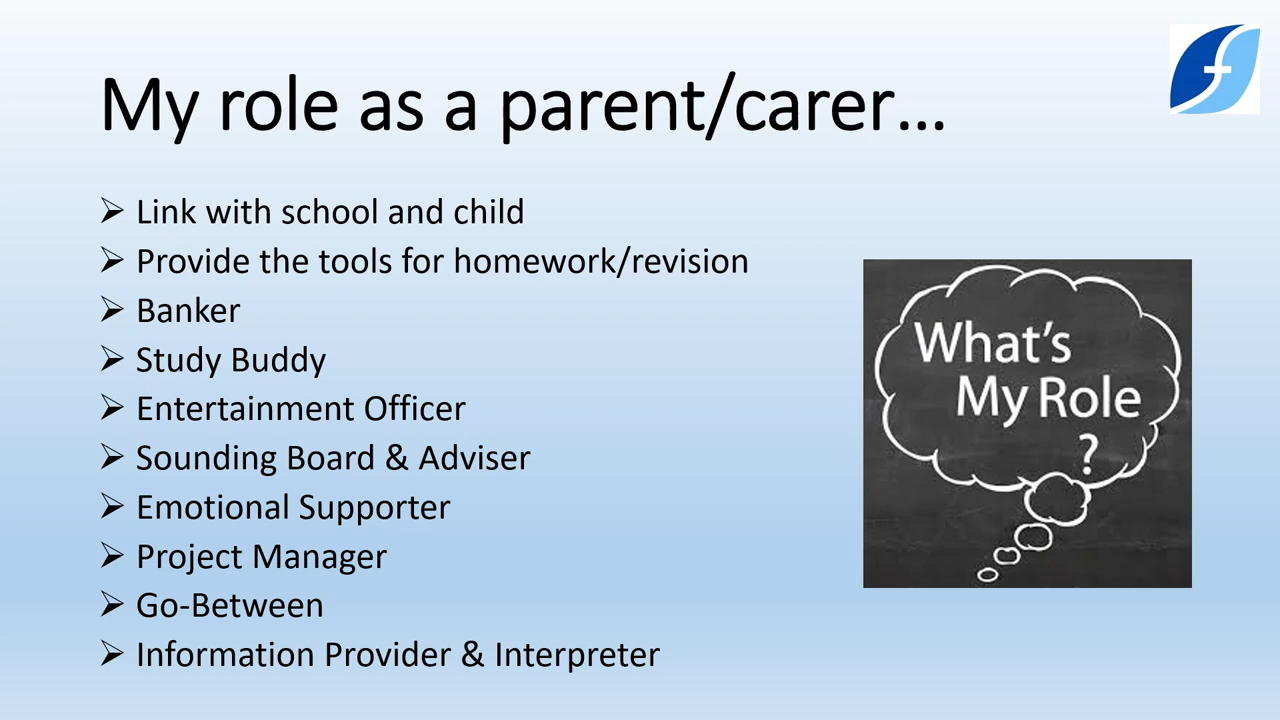 My role as a parent/carer...
➢ Link with school and child
➢ Provide the tools for homework/revision
➢ Banker
➢ Study Buddy
➢ Entertainment Officer
➢ Sounding Board & Adviser
➢ Emotional Supporter
➢ Project Manager
➢ Go-Between
➢ Information Provider & Interpreter
What's
My Role
?